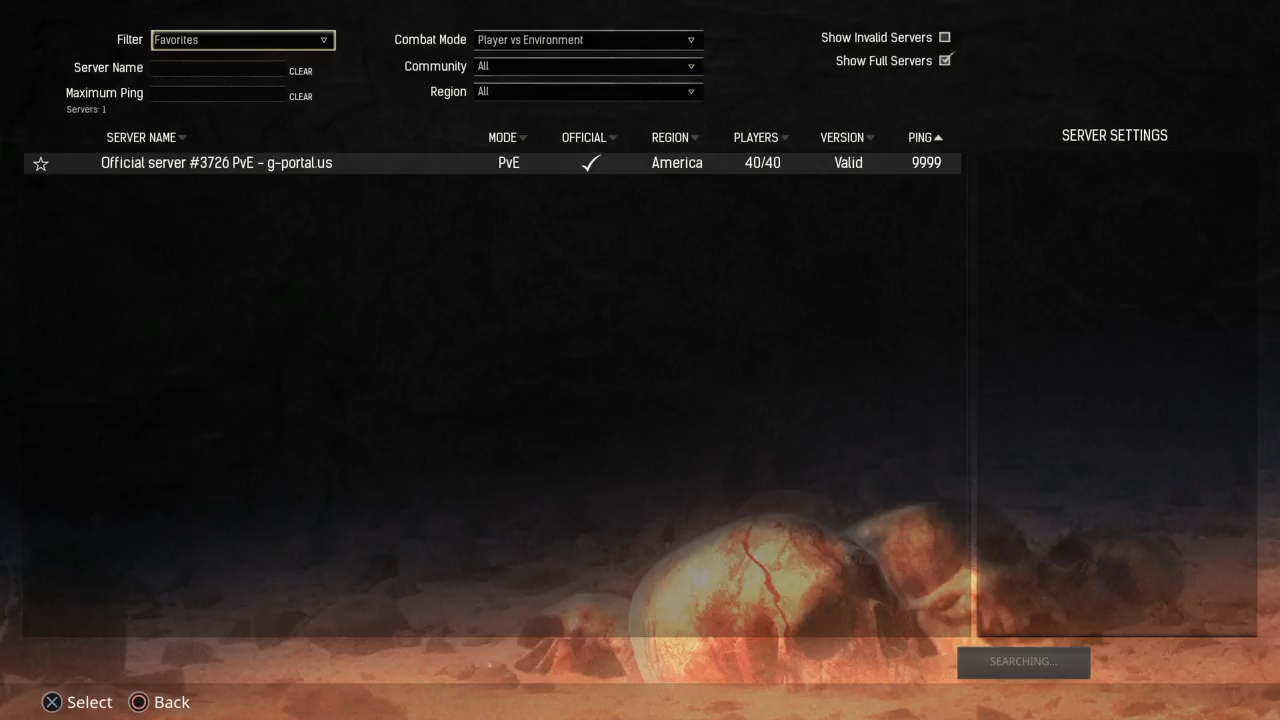 Filter Favorites Combat Mode Player vs Environment Show Invalid Servers
Server Name CLEAR Community All Show Full Servers
Maximum Ping CLEAR Region All
Servers: 1
SERVER NAME MODE OFFICIAL REGION PLAYERS VERSION PING SERVER SETTINGS
Official server #3726 PvE - g-portal.us PvE America 40/40 Valid 9999
SEARCHING...
Select Back